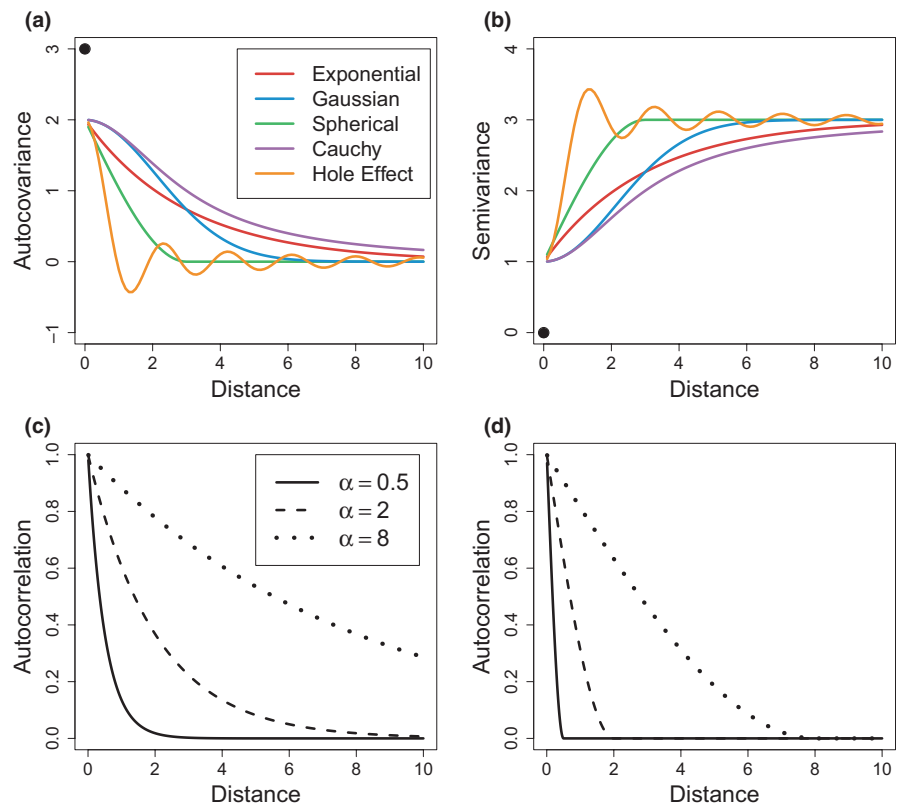 (a)
Autocovariance
3
2
1
0
−1
Exponential
Gaussian
Spherical
Cauchy
Hole Effect
0 2 4 6 8 10
Distance
(b)
Semivariance
4
3
2
1
0
0 2 4 6 8 10
Distance
(c)
Autocorrelation
1.0
0.8
0.6
0.4
0.2
0.0
α = 0.5
α = 2
α = 8
0 2 4 6 8 10
Distance
(d)
Autocorrelation
1.0
0.8
0.6
0.4
0.2
0.0
0 2 4 6 8 10
Distance